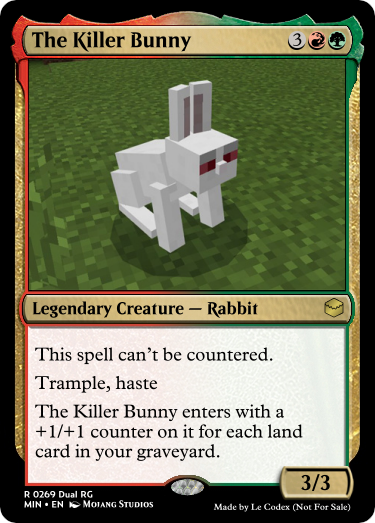 The Killer Bunny 3
Legendary Creature — Rabbit
This spell can't be countered.
Trample, haste
The Killer Bunny enters with a
+1/+1 counter on it for each land
card in your graveyard.
3/3
R 0269 Dual RG
MIN • EN Mojang Studios
Made by Le Codex (Not For Sale)